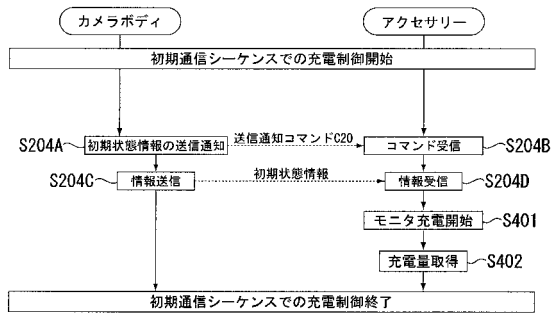 カメラボディ
アクセサリー
初期通信シーケンスでの充電制御開始
S204A 初期状態情報の送信通知 送信通知コマンドC20 コマンド受信 S204B
S204C 情報送信 初期状態情報 情報受信 S204D
モニタ充電開始 S401
充電量取得 S402
初期通信シーケンスでの充電制御終了